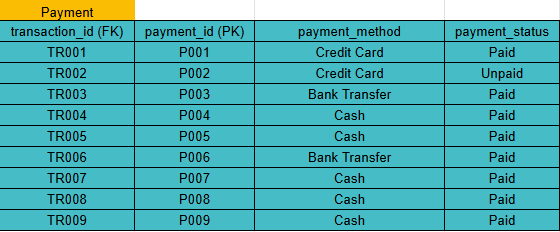 Payment
transaction_id (FK) payment_id (PK) payment_method payment_status
TR001 P001 Credit Card Paid
TR002 P002 Credit Card Unpaid
TR003 P003 Bank Transfer Paid
TR004 P004 Cash Paid
TR005 P005 Cash Paid
TR006 P006 Bank Transfer Paid
TR007 P007 Cash Paid
TR008 P008 Cash Paid
TR009 P009 Cash Paid